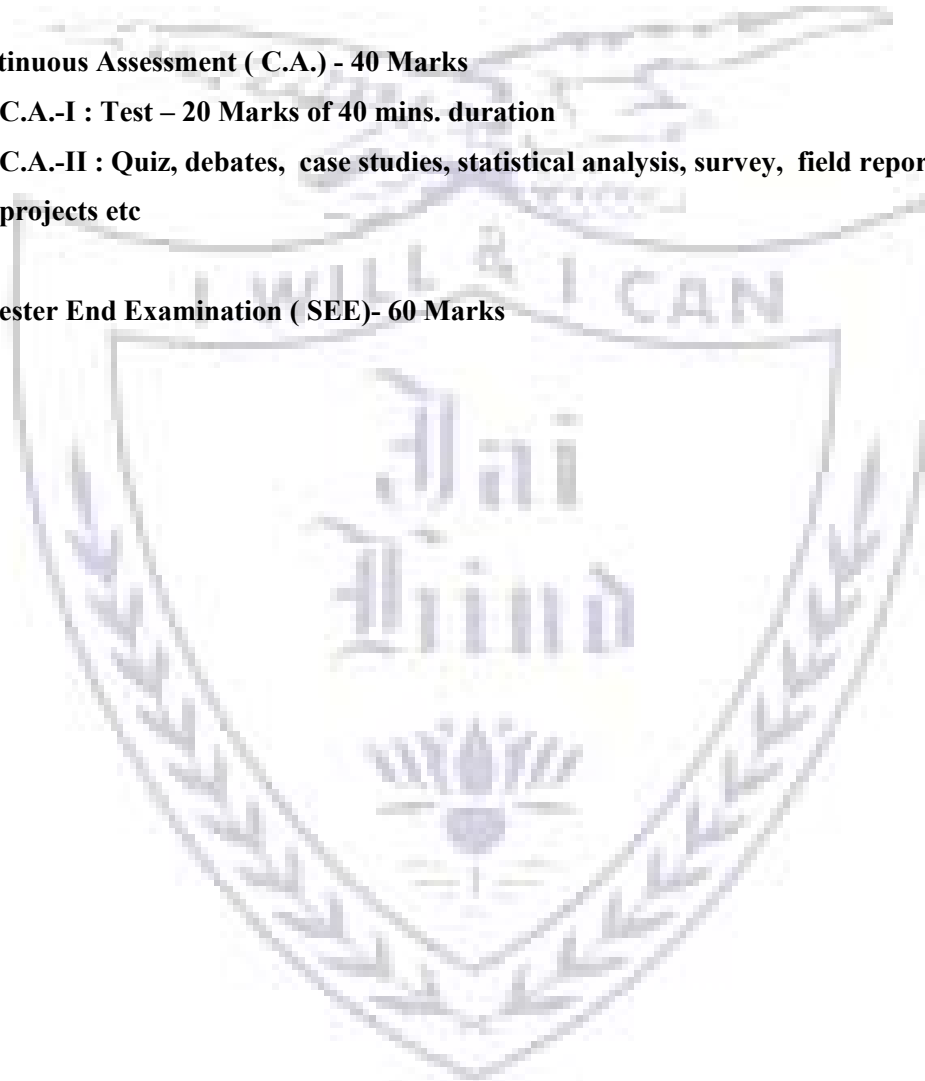 tinuous Assessment ( C.A.) - 40 Marks
C.A.-I : Test – 20 Marks of 40 mins. duration
C.A.-II : Quiz, debates, case studies, statistical analysis, survey, field repor
projects etc
I WILL & I CAN
ester End Examination ( SEE)- 60 Marks
Jai
Hind